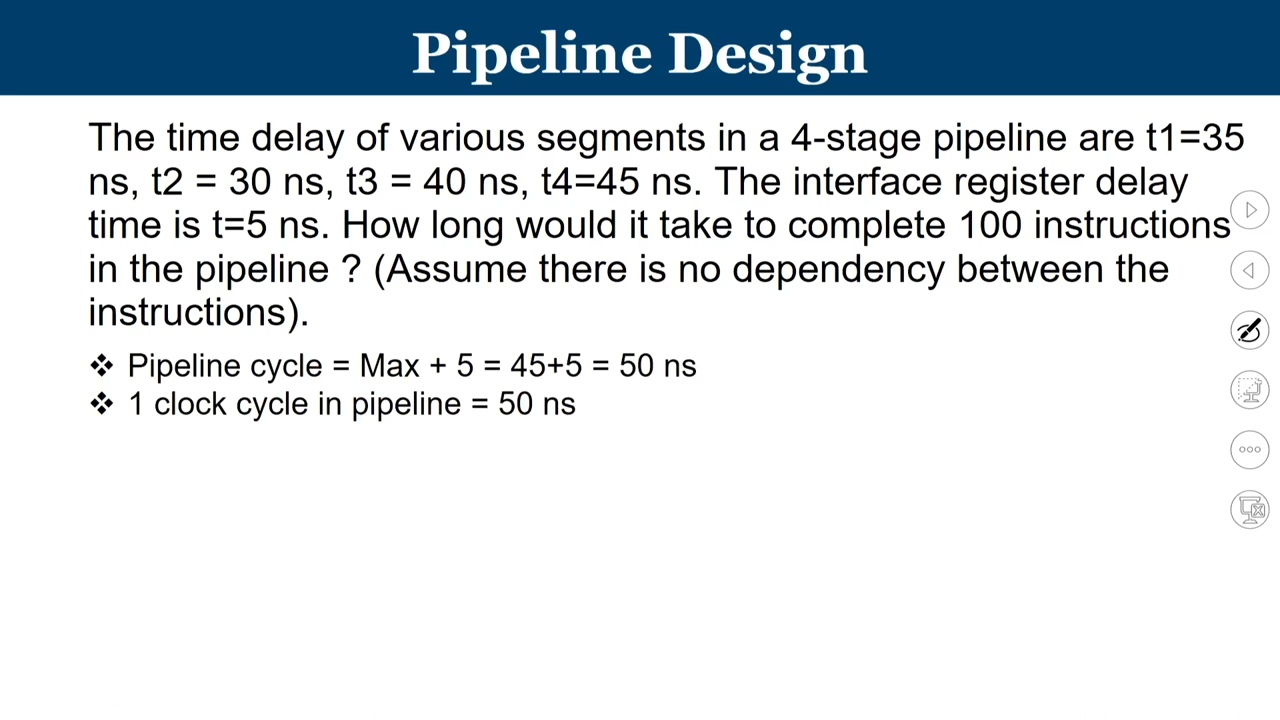 Pipeline Design
The time delay of various segments in a 4-stage pipeline are t1=35
ns, t2 = 30 ns, t3 = 40 ns, t4=45 ns. The interface register delay
time is t=5 ns. How long would it take to complete 100 instructions
in the pipeline ? (Assume there is no dependency between the
instructions).
❖ Pipeline cycle = Max + 5 = 45+5 = 50 ns
❖ 1 clock cycle in pipeline = 50 ns